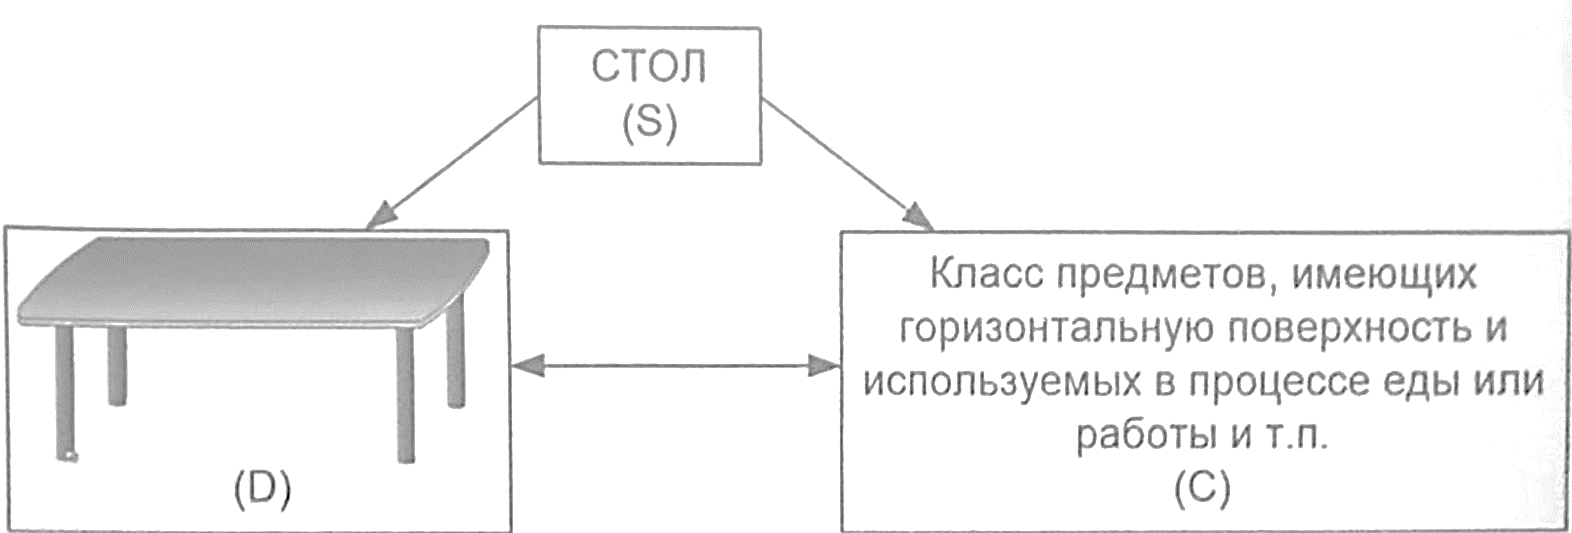 СТОЛ
(S)
Класс предметов, имеющих
горизонтальную поверхность и
используемых в процессе еды или
работы и т.п.
(C)
(D)